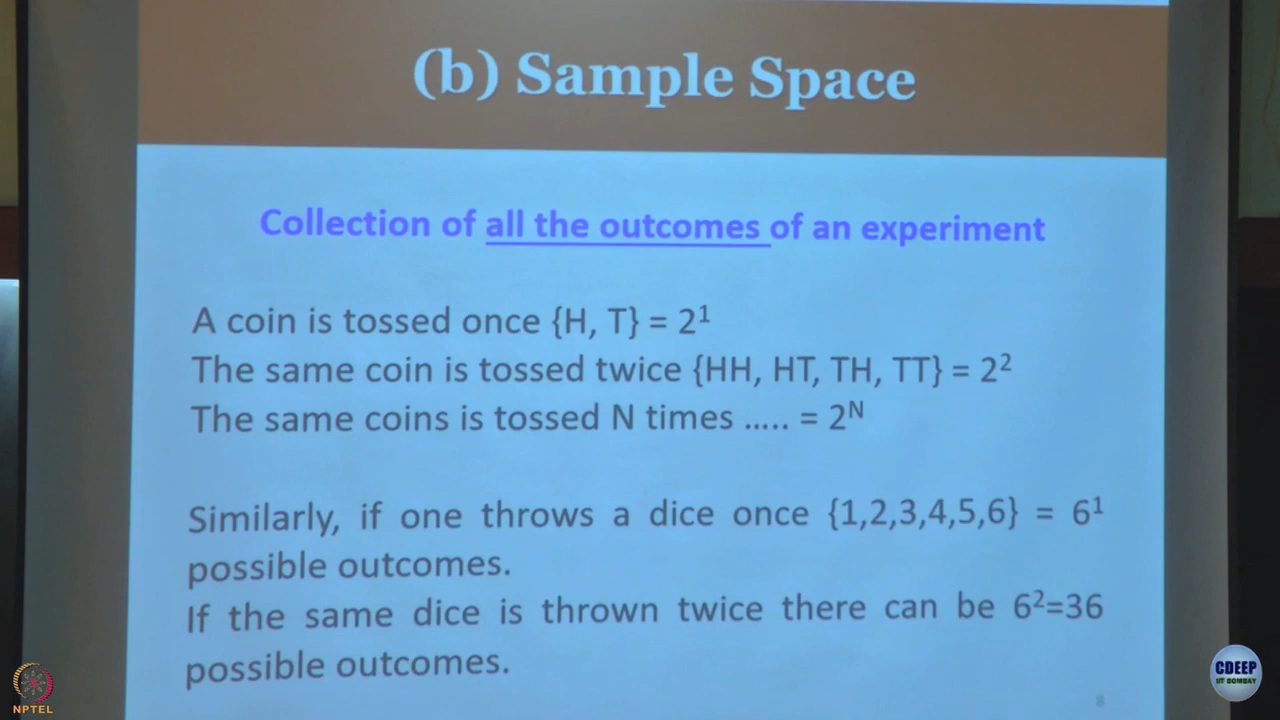 (b) Sample Space
Collection of all the outcomes of an experiment
A coin is tossed once {H, T} = 2¹
The same coin is tossed twice {HH, HT, TH, TT} = 2²
The same coins is tossed N times ..... = 2ᴺ
Similarly, if one throws a dice once {1,2,3,4,5,6} = 6¹
possible outcomes.
If the same dice is thrown twice there can be 6²=36
possible outcomes.
8
NPTEL
CDEEP
IIT BOMBAY